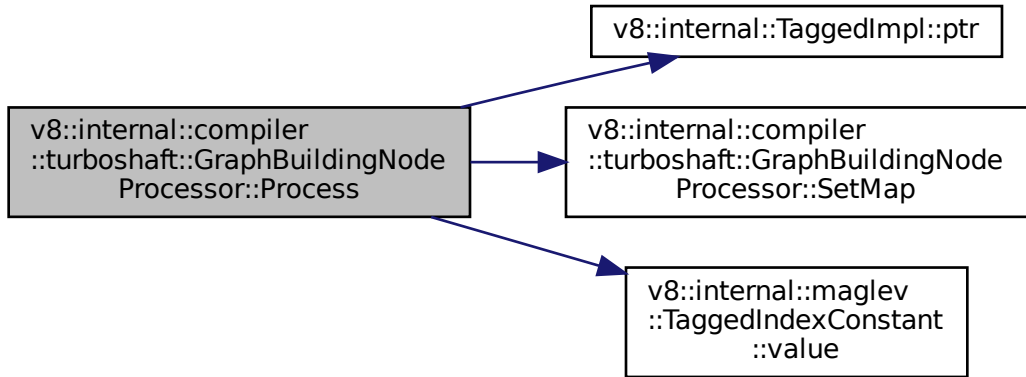 v8::internal::TaggedImpl::ptr
v8::internal::compiler
::turboshaft::GraphBuildingNode
Processor::Process
v8::internal::compiler
::turboshaft::GraphBuildingNode
Processor::SetMap
v8::internal::maglev
::TaggedIndexConstant
::value